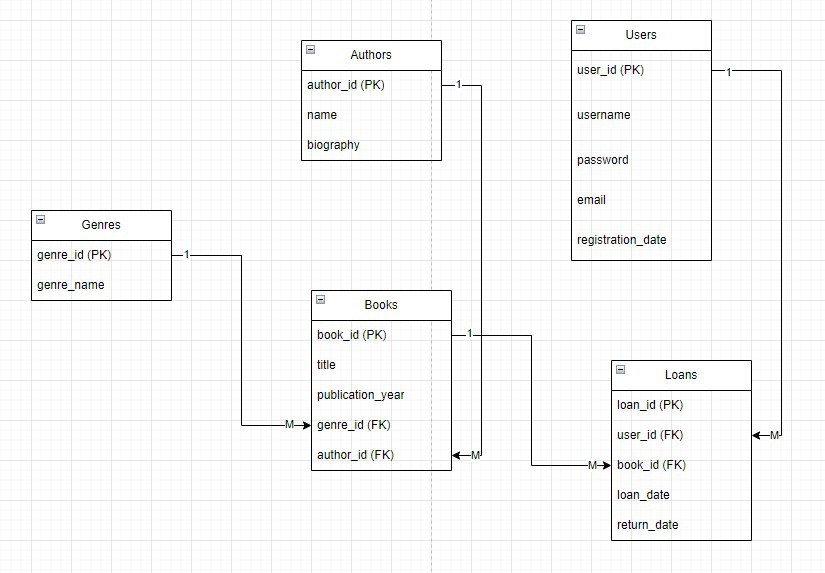 Authors
author_id (PK)
1
name
biography
Users
user_id (PK)
1
username
password
email
registration_date
Genres
genre_id (PK)
1
genre_name
Books
book_id (PK)
1
title
publication_year
M
genre_id (FK)
author_id (FK)
M
Loans
loan_id (PK)
user_id (FK)
M
M
book_id (FK)
loan_date
return_date